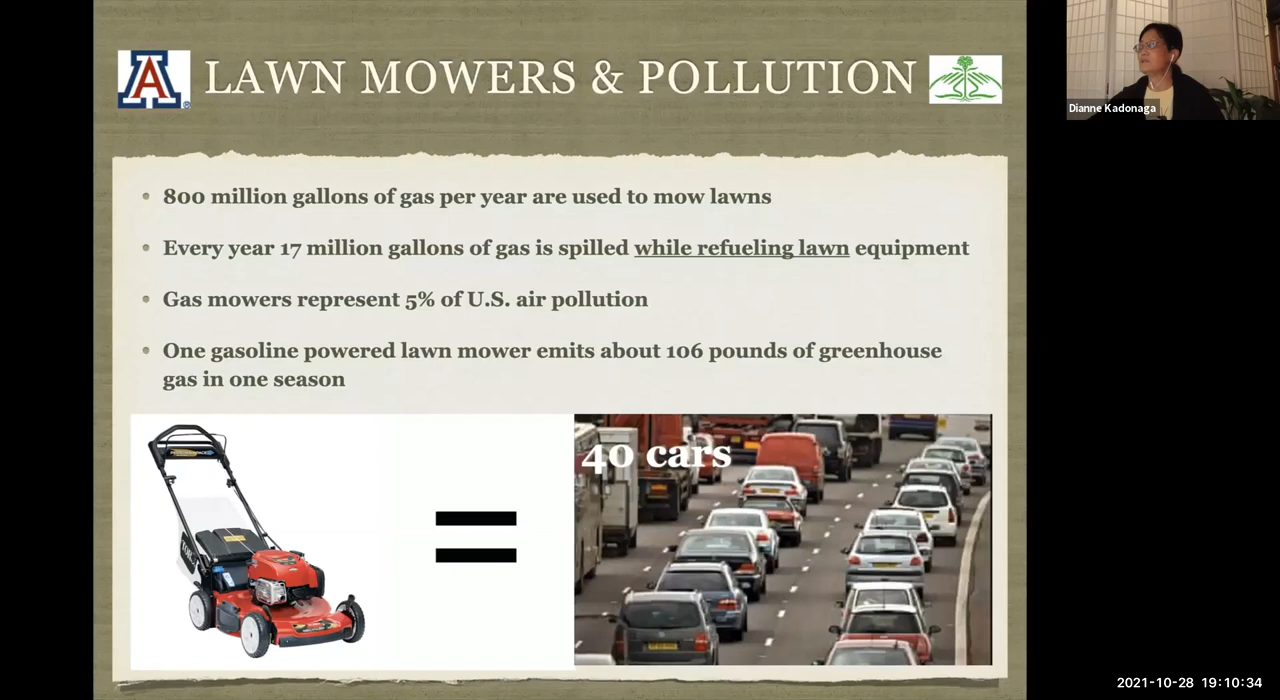 A
LAWN MOWERS & POLLUTION
Dianne Kadonaga
• 800 million gallons of gas per year are used to mow lawns
• Every year 17 million gallons of gas is spilled while refueling lawn equipment
• Gas mowers represent 5% of U.S. air pollution
• One gasoline powered lawn mower emits about 106 pounds of greenhouse
gas in one season
40 cars
2021-10-28 19:10:34